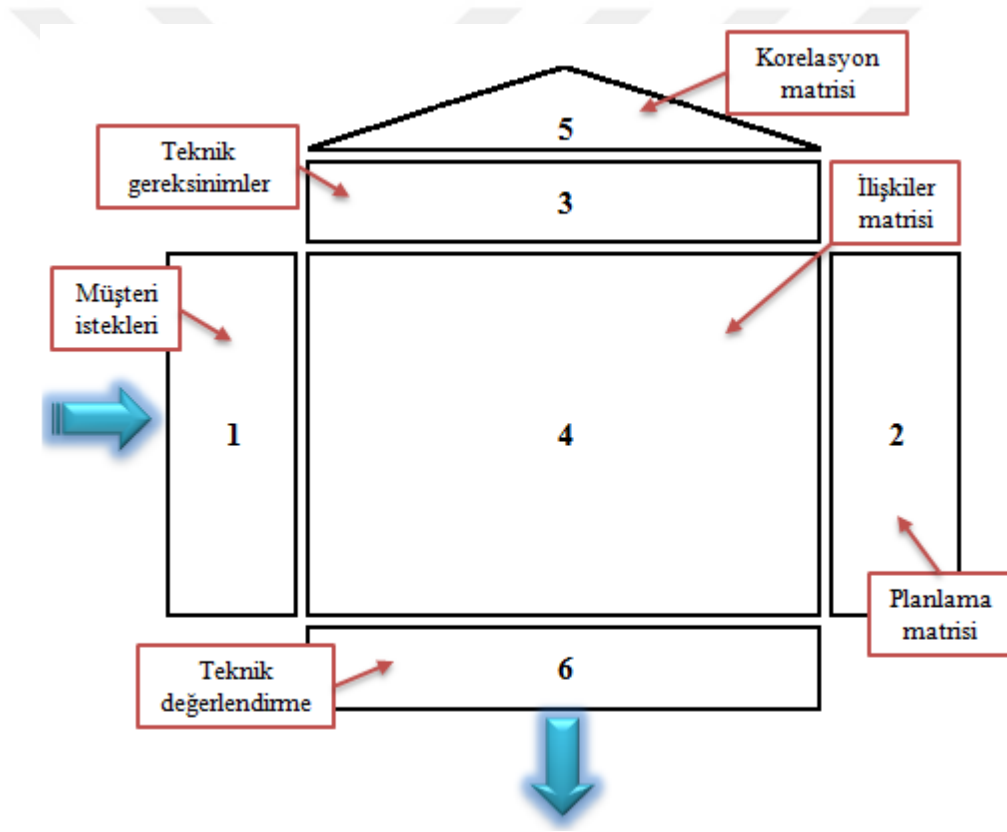 Korelasyon
matrisi
5
Teknik
gereksinimler
3
İlişkiler
matrisi
Müşteri
istekleri
1
4
2
Planlama
matrisi
Teknik
değerlendirme
6